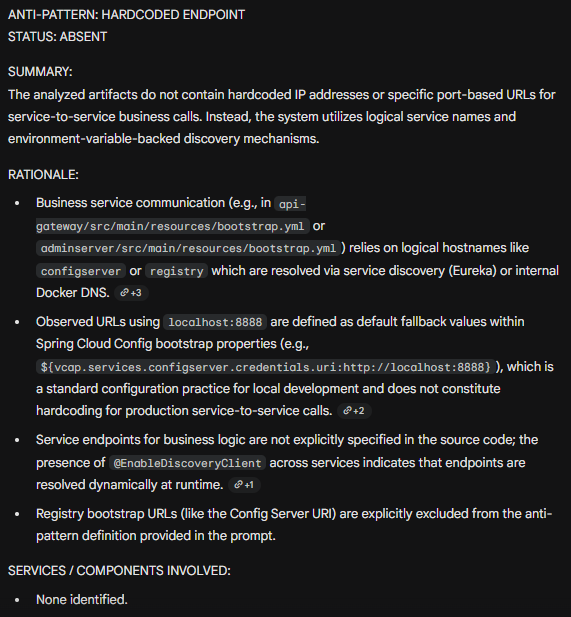 ANTI-PATTERN: HARDCODED ENDPOINT
STATUS: ABSENT
SUMMARY:
The analyzed artifacts do not contain hardcoded IP addresses or specific port-based URLs for
service-to-service business calls. Instead, the system utilizes logical service names and
environment-variable-backed discovery mechanisms.
RATIONALE:
• Business service communication (e.g., in api-
gateway/src/main/resources/bootstrap.yml or
adminserver/src/main/resources/bootstrap.yml) relies on logical hostnames like
configserver or registry which are resolved via service discovery (Eureka) or internal
Docker DNS. +3
• Observed URLs using localhost:8888 are defined as default fallback values within
Spring Cloud Config bootstrap properties (e.g.,
${vcap.services.configserver.credentials.uri:http://localhost:8888}), which is
a standard configuration practice for local development and does not constitute
hardcoding for production service-to-service calls. +2
• Service endpoints for business logic are not explicitly specified in the source code; the
presence of @EnableDiscoveryClient across services indicates that endpoints are
resolved dynamically at runtime. +1
• Registry bootstrap URLs (like the Config Server URI) are explicitly excluded from the anti-
pattern definition provided in the prompt.
SERVICES / COMPONENTS INVOLVED:
• None identified.